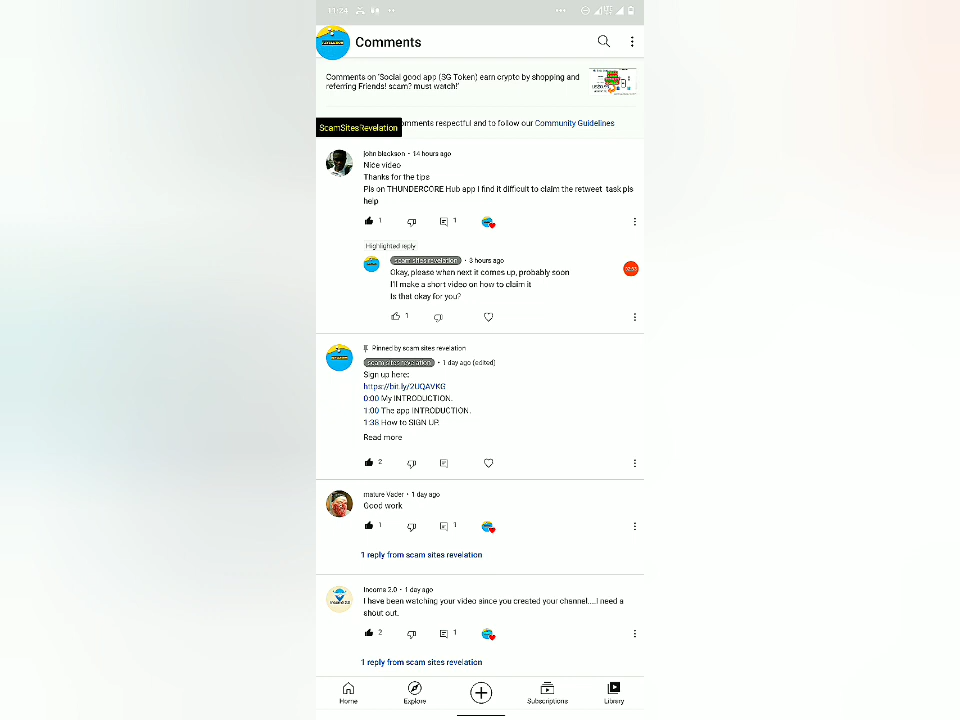 11:24
Comments
Comments on 'Social good app (SG Token) earn crypto by shopping and
referring Friends! scam? must watch!'
ScamSitesRevelation
comments respectful and to follow our Community Guidelines
john blackson • 14 hours ago
Nice video
Thanks for the tips
Pls on THUNDERCORE Hub app I find it difficult to claim the retweet task pls
help
1
1
Highlighted reply
scam sites revelation • 3 hours ago
Okay, please when next it comes up, probably soon
I'll make a short video on how to claim it
Is that okay for you?
1
Pinned by scam sites revelation
scam sites revelation • 1 day ago (edited)
Sign up here:
https://bit.ly/2UQAVKG
0:00 My INTRODUCTION.
1:00 The app INTRODUCTION.
1:38 How to SIGN UP.
Read more
2
mature Vader • 1 day ago
Good work
1
1
1 reply from scam sites revelation
Income 2.0 • 1 day ago
I have been watching your video since you created your channel....I need a
shout out.
2
1
1 reply from scam sites revelation
Home
Explore
Subscriptions
Library